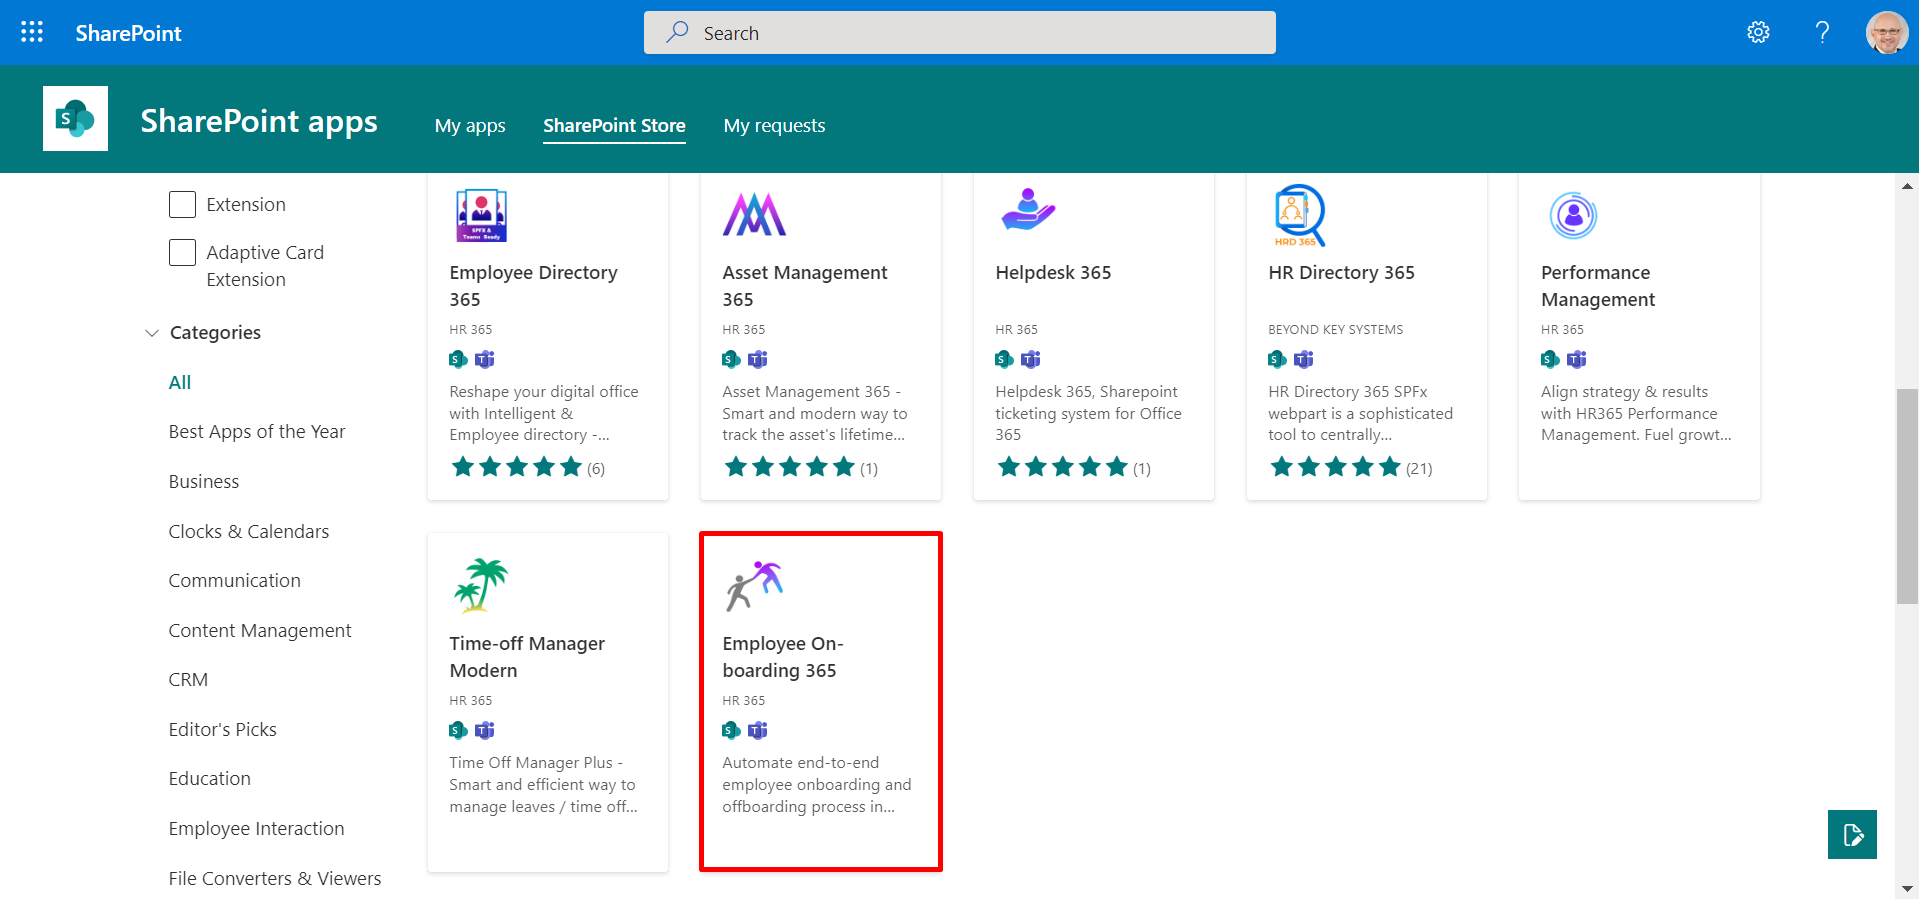 SharePoint
Search
SharePoint apps
My apps
SharePoint Store
My requests
Extension
Adaptive Card
Extension
Categories
All
Best Apps of the Year
Business
Clocks & Calendars
Communication
Content Management
CRM
Editor's Picks
Education
Employee Interaction
File Converters & Viewers
SPFX &
Teams Ready
Employee Directory
365
HR 365
Reshape your digital office
with Intelligent &
Employee directory -...
(6)
Asset Management
365
HR 365
Asset Management 365 -
Smart and modern way to
track the asset's lifetime...
(1)
Helpdesk 365
HR 365
Helpdesk 365, Sharepoint
ticketing system for Office
365
(1)
HRD 365
HR Directory 365
BEYOND KEY SYSTEMS
HR Directory 365 SPFx
webpart is a sophisticated
tool to centrally...
(21)
Performance
Management
HR 365
Align strategy & results
with HR365 Performance
Management. Fuel growt...
Time-off Manager
Modern
HR 365
Time Off Manager Plus -
Smart and efficient way to
manage leaves / time off...
Employee On-
boarding 365
HR 365
Automate end-to-end
employee onboarding and
offboarding process in...